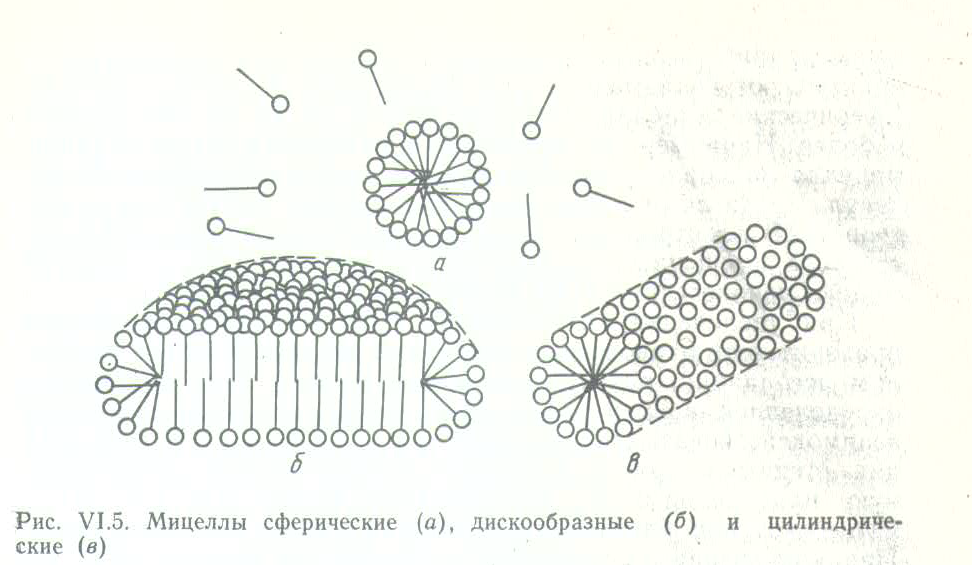 а
б
в
Рис. VI.5. Мицеллы сферические (а), дискообразные (б) и цилиндриче-
ские (в)